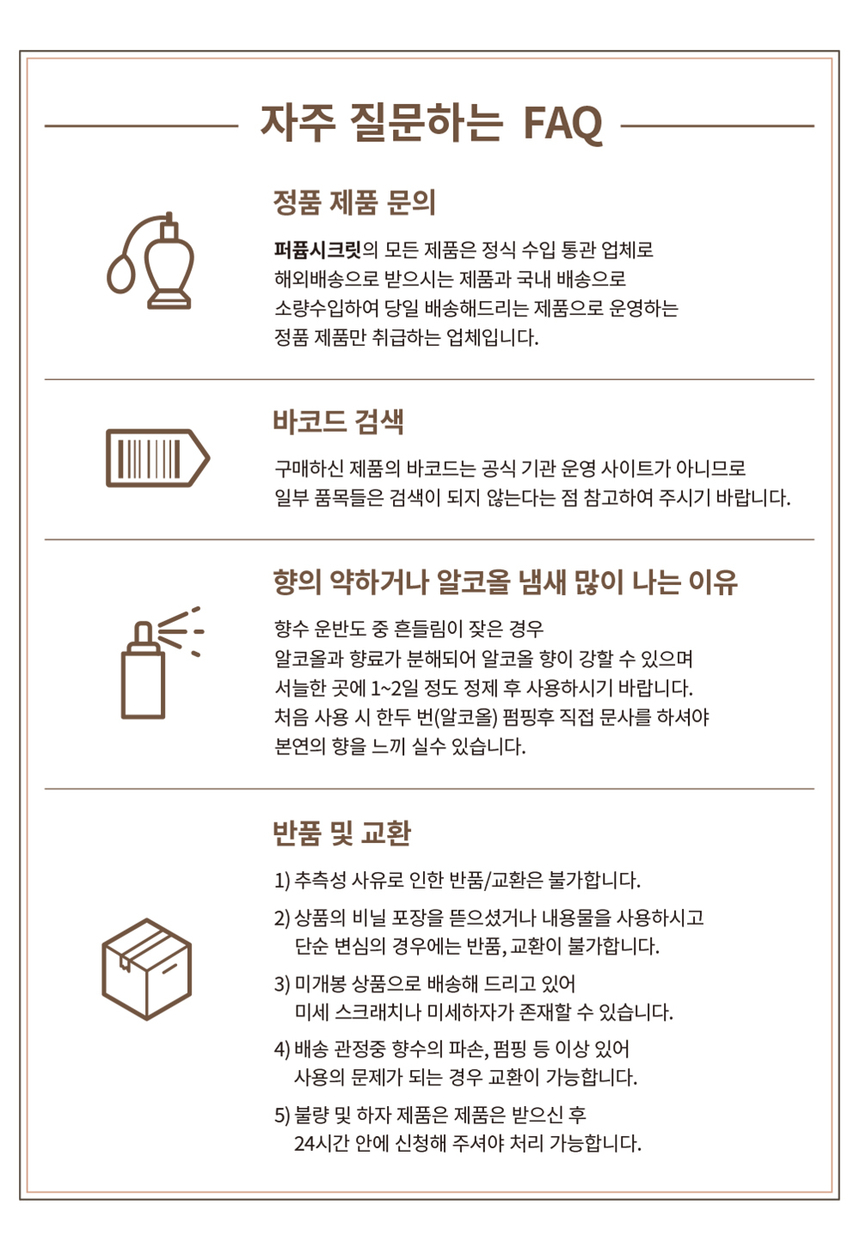 자주 질문하는 FAQ
정품 제품 문의
퍼퓸시크릿의 모든 제품은 정식 수입 통관 업체로
해외배송으로 받으시는 제품과 국내 배송으로
소량수입하여 당일 배송해드리는 제품으로 운영하는
정품 제품만 취급하는 업체입니다.
바코드 검색
구매하신 제품의 바코드는 공식 기관 운영 사이트가 아니므로
일부 품목들은 검색이 되지 않는다는 점 참고하여 주시기 바랍니다.
향의 약하거나 알코올 냄새 많이 나는 이유
향수 운반도 중 흔들림이 잦은 경우
알코올과 향료가 분해되어 알코올 향이 강할 수 있으며
서늘한 곳에 1~2일 정도 정제 후 사용하시기 바랍니다.
처음 사용 시 한두 번(알코올) 펌핑후 직접 문사를 하셔야
본연의 향을 느끼 실수 있습니다.
반품 및 교환
1) 추측성 사유로 인한 반품/교환은 불가합니다.
2) 상품의 비닐 포장을 뜯으셨거나 내용물을 사용하시고
단순 변심의 경우에는 반품, 교환이 불가합니다.
3) 미개봉 상품으로 배송해 드리고 있어
미세 스크래치나 미세하자가 존재할 수 있습니다.
4) 배송 관정중 향수의 파손, 펌핑 등 이상 있어
사용의 문제가 되는 경우 교환이 가능합니다.
5) 불량 및 하자 제품은 제품은 받으신 후
24시간 안에 신청해 주셔야 처리 가능합니다.